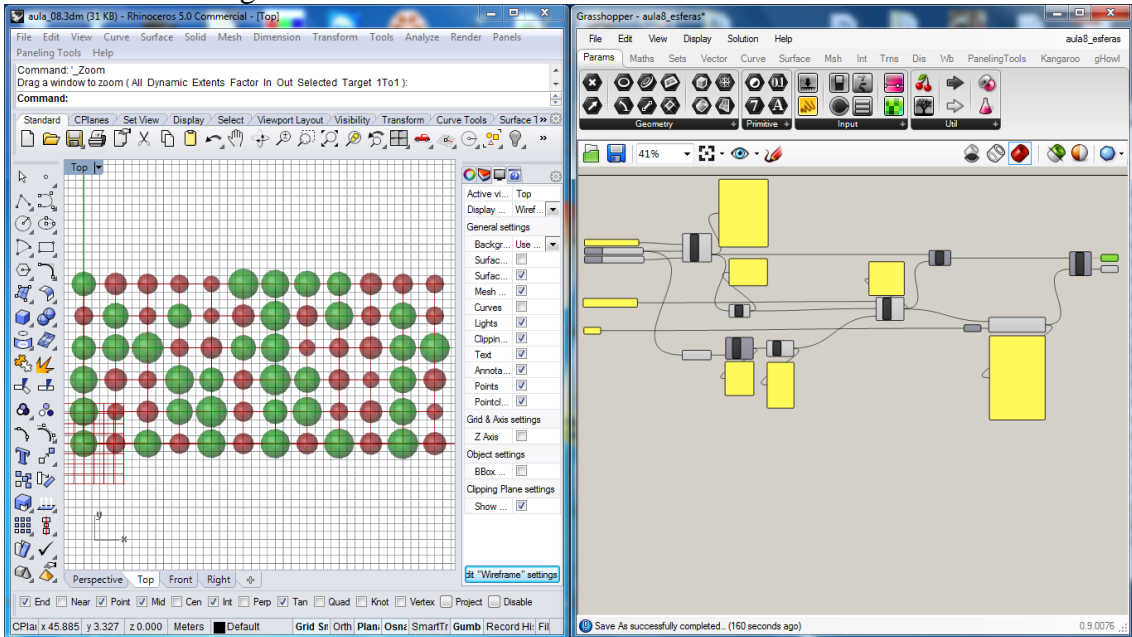 aula_08.3dm (31 KB) - Rhinoceros 5.0 Commercial - [Top]
File Edit View Curve Surface Solid Mesh Dimension Transform Tools Analyze Render Panels
Paneling Tools Help
Command: '_Zoom
Drag a window to zoom ( All Dynamic Extents Factor In Out Selected Target 1To1 ):
Command:
Standard CPlanes Set View Display Select Viewport Layout Visibility Transform Curve Tools Surface T
Top
Active vi... Top
Display ... Wiref...
General settings
Backgr... Use ...
Surfac...
Surfac...
Mesh ...
Curves
Lights
Clippin...
Text
Annota...
Points
Pointcl...
Grid & Axis settings
Z Axis
Object settings
BBox ...
Clipping Plane settings
Show ...
dit "Wireframe" settings
y
x
Perspective Top Front Right
End Near Point Mid Cen Int Perp Tan Quad Knot Vertex Project Disable
CPlai x 45.885 y 3.327 z 0.000 Meters Default Grid Sn Orth Plan Osna SmartTr Gumb Record Hi Fil
Grasshopper - aula8_esferas*
File Edit View Display Solution Help aula8_esferas
Params Maths Sets Vector Curve Surface Msh Int Trns Dis Wb PanelingTools Kangaroo gHowl
Geometry Primitive Input Util
41%
Save As successfully completed... (160 seconds ago) 0.9.0076